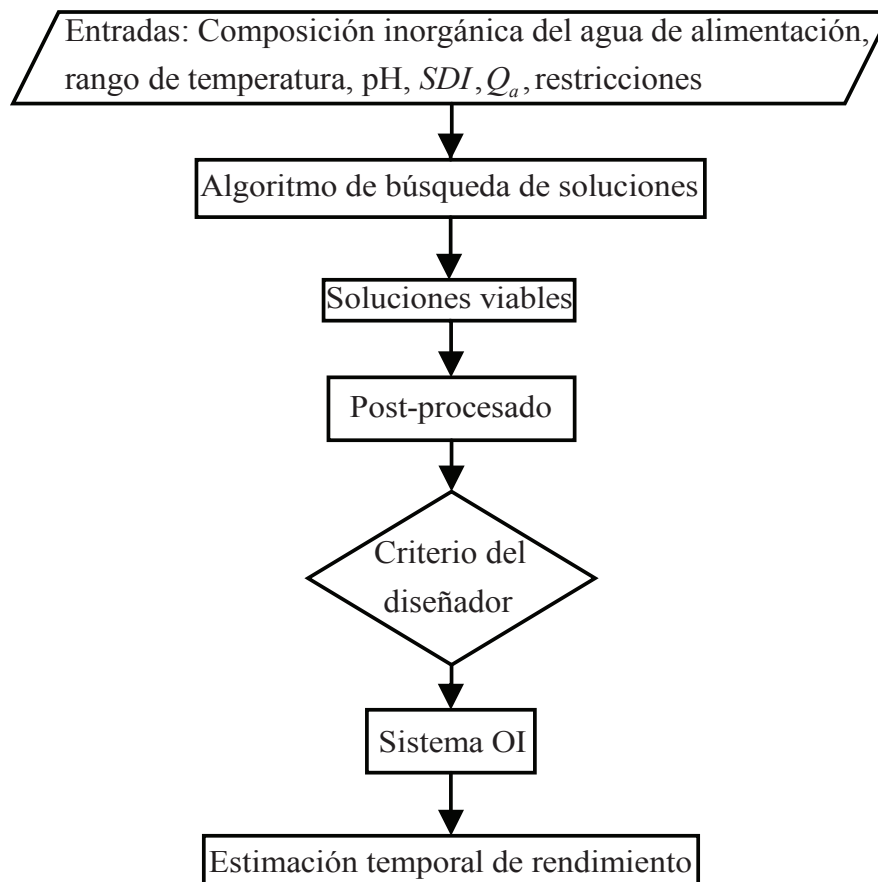 Entradas: Composición inorgánica del agua de alimentación,
rango de temperatura, pH, SDI, Qa, restricciones
Algoritmo de búsqueda de soluciones
Soluciones viables
Post-procesado
Criterio del
diseñador
Sistema OI
Estimación temporal de rendimiento